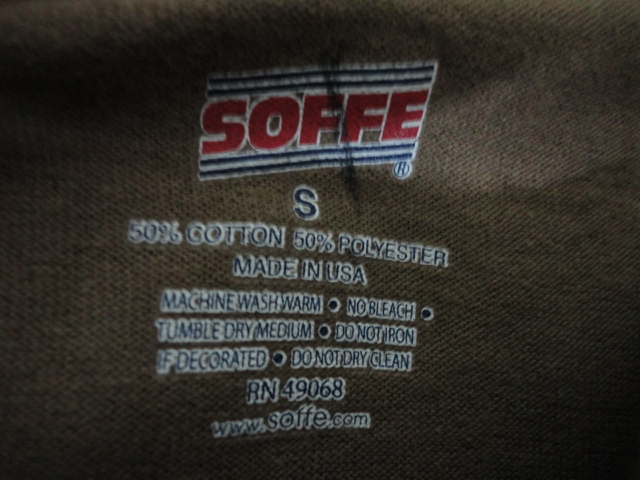 SOFFE®
S
50% COTTON 50% POLYESTER
MADE IN USA
MACHINE WASH WARM • NO BLEACH •
TUMBLE DRY MEDIUM • DO NOT IRON
IF DECORATED • DO NOT DRY CLEAN
RN 49068
www.soffe.com